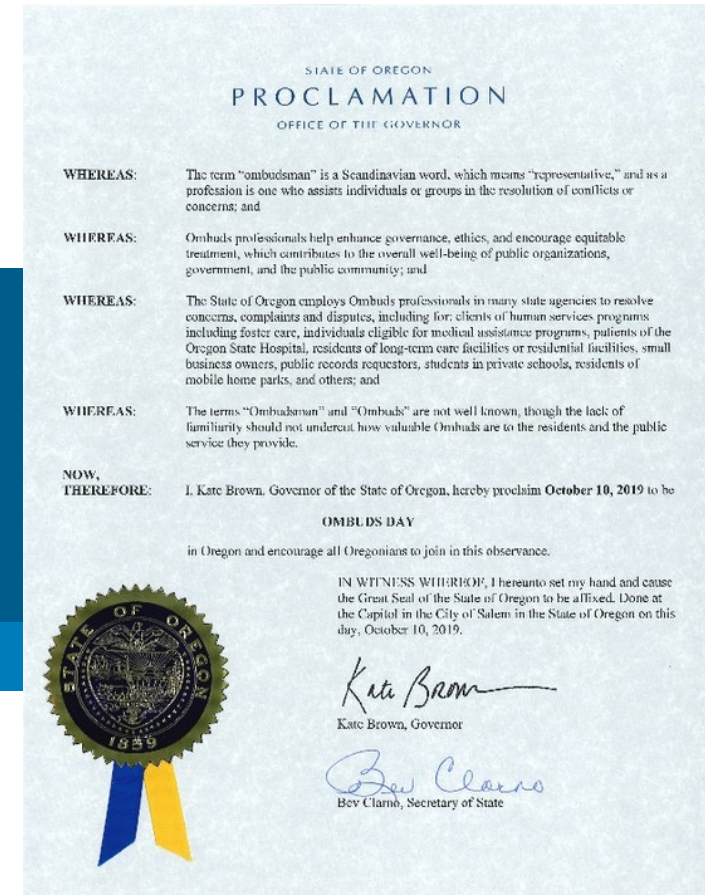 STATE OF OREGON
PROCLAMATION
OFFICE OF THE GOVERNOR
WHEREAS: The term “ombudsman” is a Scandinavian word, which means “representative,” and as a
profession is one who assists individuals or groups in the resolution of conflicts or
concerns; and
WHEREAS: Ombuds professionals help enhance governance, ethics, and encourage equitable
treatment, which contributes to the overall well-being of public organizations,
government, and the public community; and
WHEREAS: The State of Oregon employs Ombuds professionals in many state agencies to resolve
concerns, complaints and disputes, including for: clients of human services programs
including foster care, individuals eligible for medical assistance programs, patients of the
Oregon State Hospital, residents of long-term care facilities or residential facilities, small
business owners, public records requestors, students in private schools, residents of
mobile home parks, and others; and
WHEREAS: The terms “Ombudsman” and “Ombuds” are not well known, though the lack of
familiarity should not undercut how valuable Ombuds are to the residents and the public
service they provide.
NOW,
THEREFORE: I, Kate Brown, Governor of the State of Oregon, hereby proclaim October 10, 2019 to be
OMBUDS DAY
in Oregon and encourage all Oregonians to join in this observance.
IN WITNESS WHEREOF, I hereunto set my hand and cause
the Great Seal of the State of Oregon to be affixed. Done at
the Capitol in the City of Salem in the State of Oregon on this
day, October 10, 2019.
Kate Brown
Kate Brown, Governor
Bev Clarno
Bev Clarno, Secretary of State
STATE OF OREGON
1859